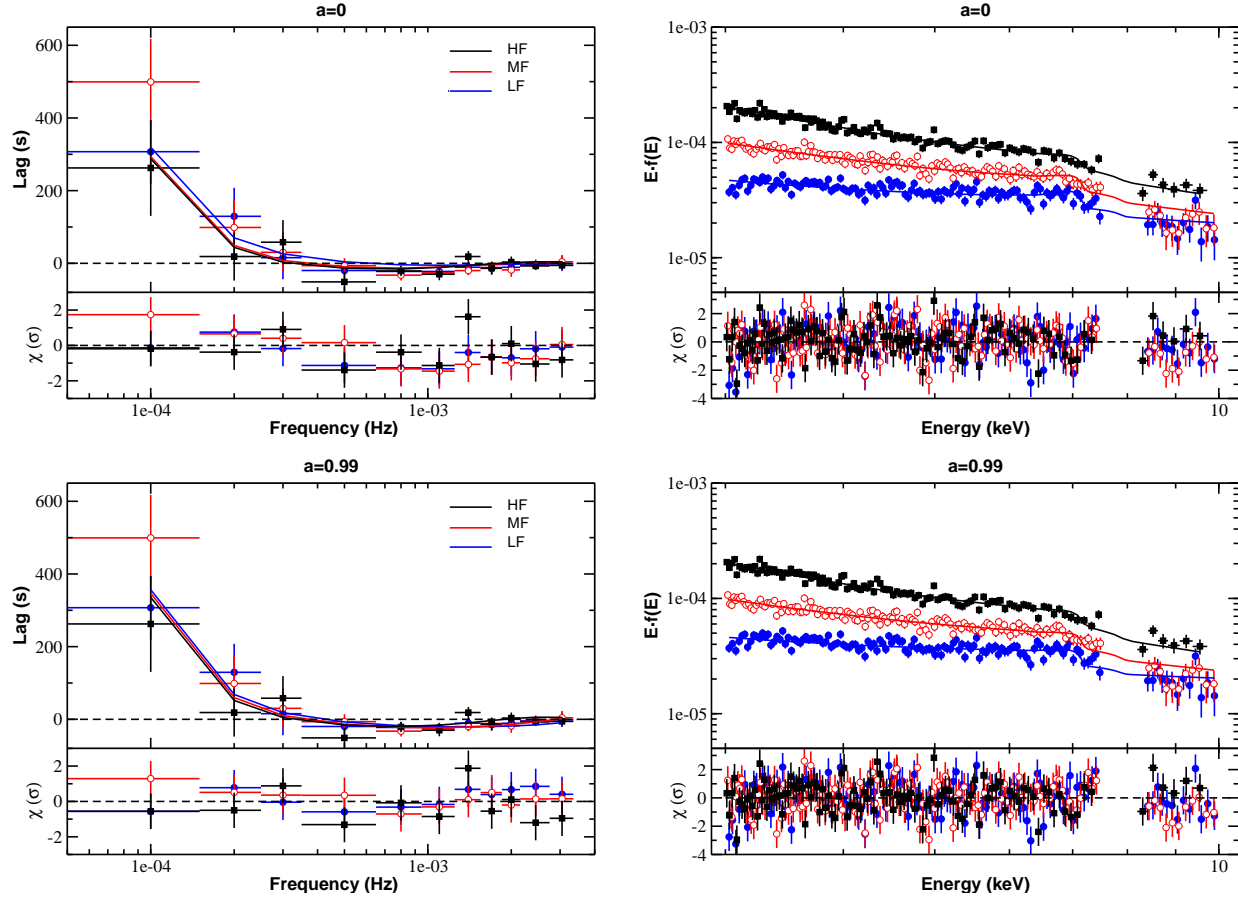 a=0
600
400
200
0
Lag (s)
HF
MF
LF
2
0
-2
χ (σ)
1e-04
1e-03
Frequency (Hz)
a=0
1e-03
1e-04
1e-05
E·f(E)
2
0
-2
-4
χ (σ)
10
Energy (keV)
a=0.99
600
400
200
0
Lag (s)
HF
MF
LF
2
0
-2
χ (σ)
1e-04
1e-03
Frequency (Hz)
a=0.99
1e-03
1e-04
1e-05
E·f(E)
2
0
-2
-4
χ (σ)
10
Energy (keV)